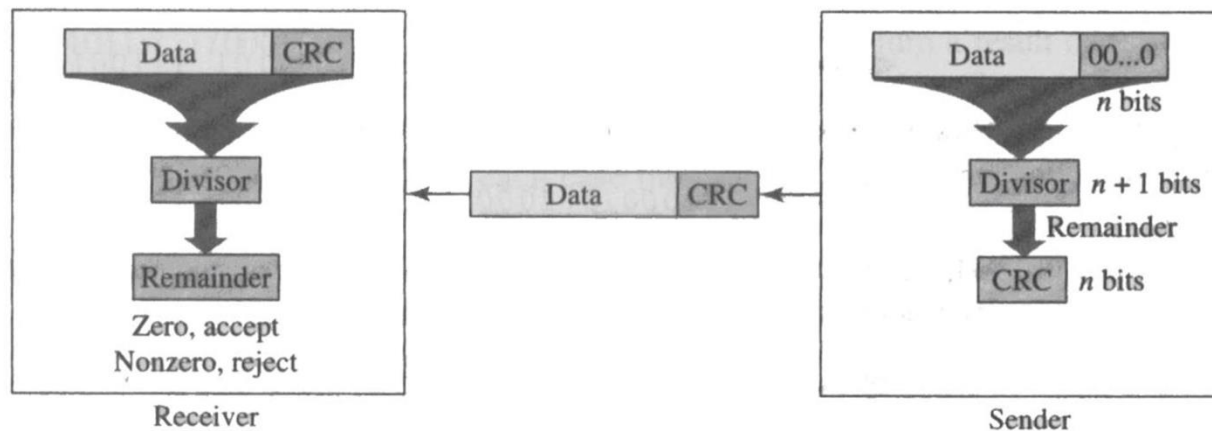 Data CRC
Divisor
Remainder
Zero, accept
Nonzero, reject
Receiver
Data CRC
Data 00...0
n bits
Divisor n + 1 bits
Remainder
CRC n bits
Sender